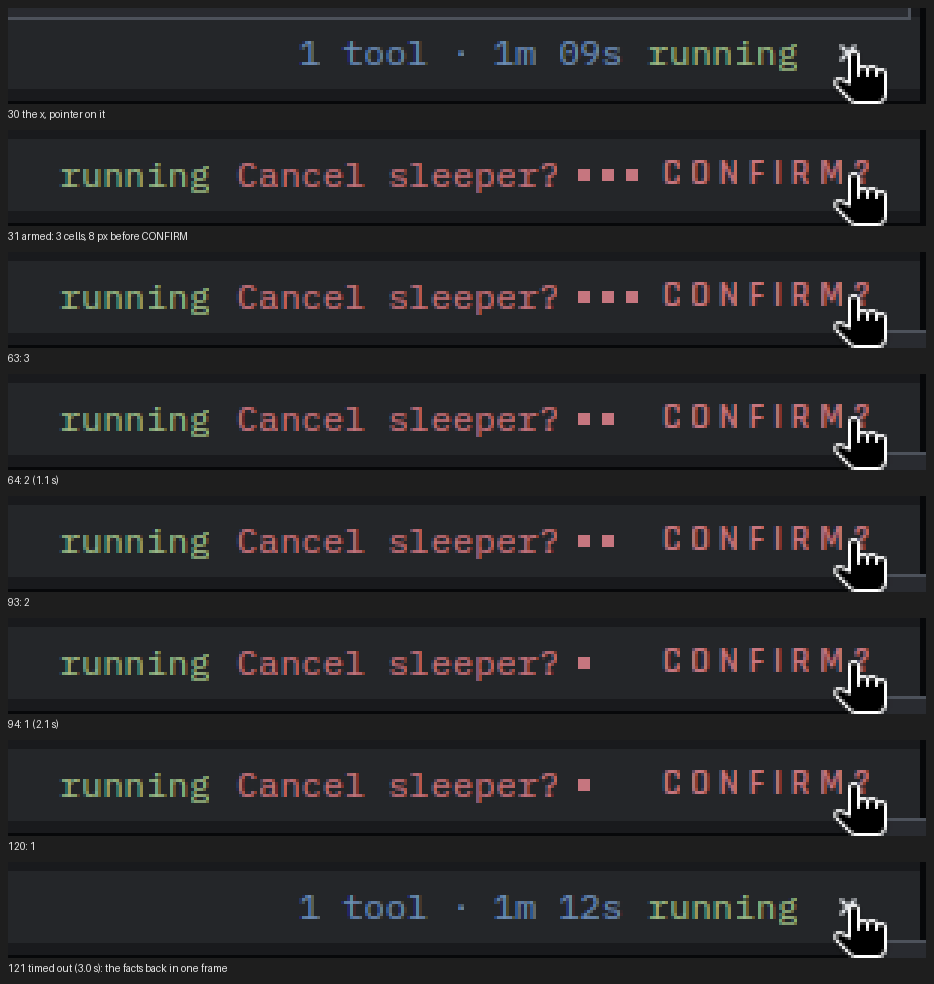 1 tool · 1m 09s running ×
30 the x, pointer on it
running Cancel sleeper? ▪▪▪ CONFIRM?
31 armed: 3 cells, 8 px before CONFIRM
running Cancel sleeper? ▪▪▪ CONFIRM?
63: 3
running Cancel sleeper? ▪▪ CONFIRM?
64: 2 (1.1 s)
running Cancel sleeper? ▪▪ CONFIRM?
93: 2
running Cancel sleeper? ▪ CONFIRM?
94: 1 (2.1 s)
running Cancel sleeper? ▪ CONFIRM?
120: 1
1 tool · 1m 12s running ×
121 timed out (3.0 s): the facts back in one frame